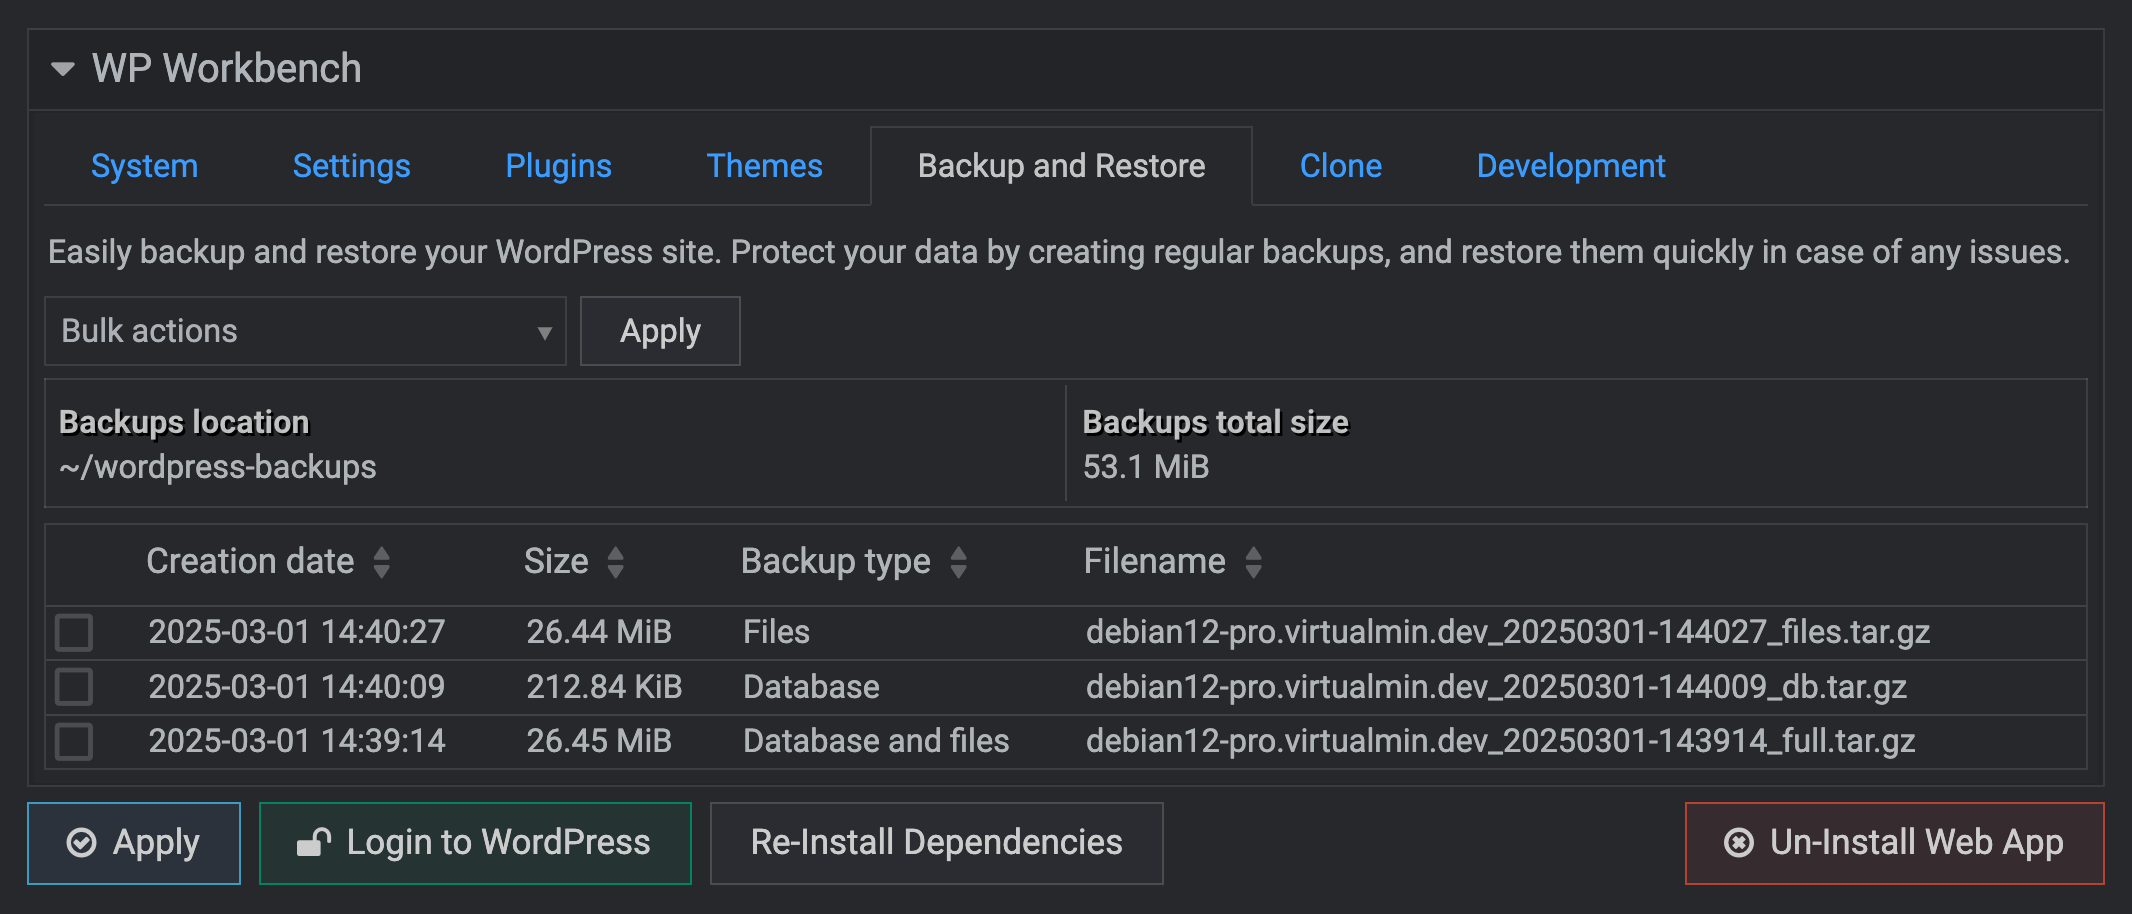 WP Workbench
System Settings Plugins Themes Backup and Restore Clone Development
Easily backup and restore your WordPress site. Protect your data by creating regular backups, and restore them quickly in case of any issues.
Bulk actions Apply
Backups location Backups total size
~/wordpress-backups 53.1 MiB
Creation date Size Backup type Filename
2025-03-01 14:40:27 26.44 MiB Files debian12-pro.virtualmin.dev_20250301-144027_files.tar.gz
2025-03-01 14:40:09 212.84 KiB Database debian12-pro.virtualmin.dev_20250301-144009_db.tar.gz
2025-03-01 14:39:14 26.45 MiB Database and files debian12-pro.virtualmin.dev_20250301-143914_full.tar.gz
Apply Login to WordPress Re-Install Dependencies Un-Install Web App